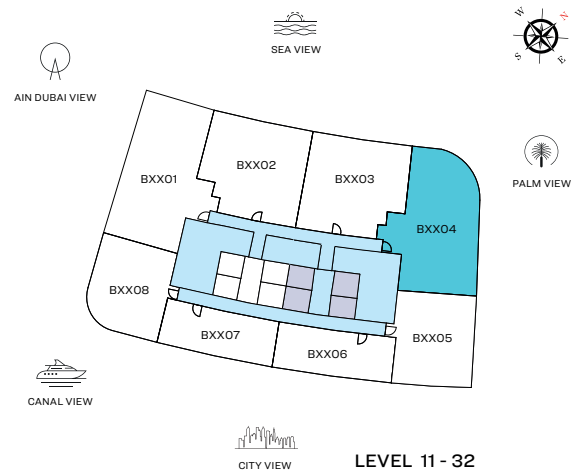 SEA VIEW
W
N
S
E
AIN DUBAI VIEW
PALM VIEW
BXX01
BXX02
BXX03
BXX04
BXX08
BXX07
BXX06
BXX05
CANAL VIEW
CITY VIEW
LEVEL 11 - 32